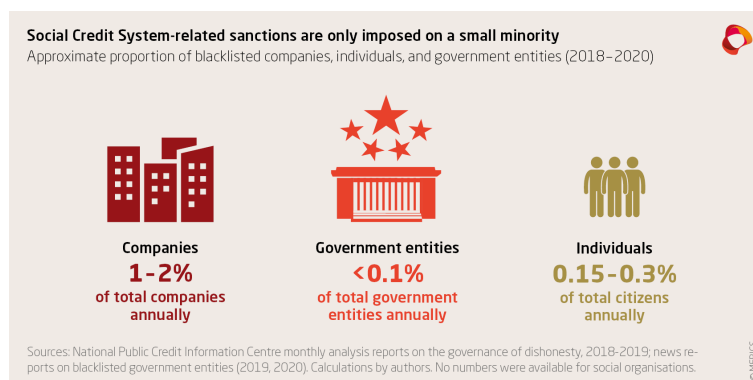 Social Credit System-related sanctions are only imposed on a small minority
Approximate proportion of blacklisted companies, individuals, and government entities (2018–2020)
Companies
1–2%
of total companies
annually
Government entities
<0.1%
of total government
entities annually
Individuals
0.15–0.3%
of total citizens
annually
Sources: National Public Credit Information Centre monthly analysis reports on the governance of dishonesty, 2018-2019; news re-
ports on blacklisted government entities (2019, 2020). Calculations by authors. No numbers were available for social organisations.
©MERICS